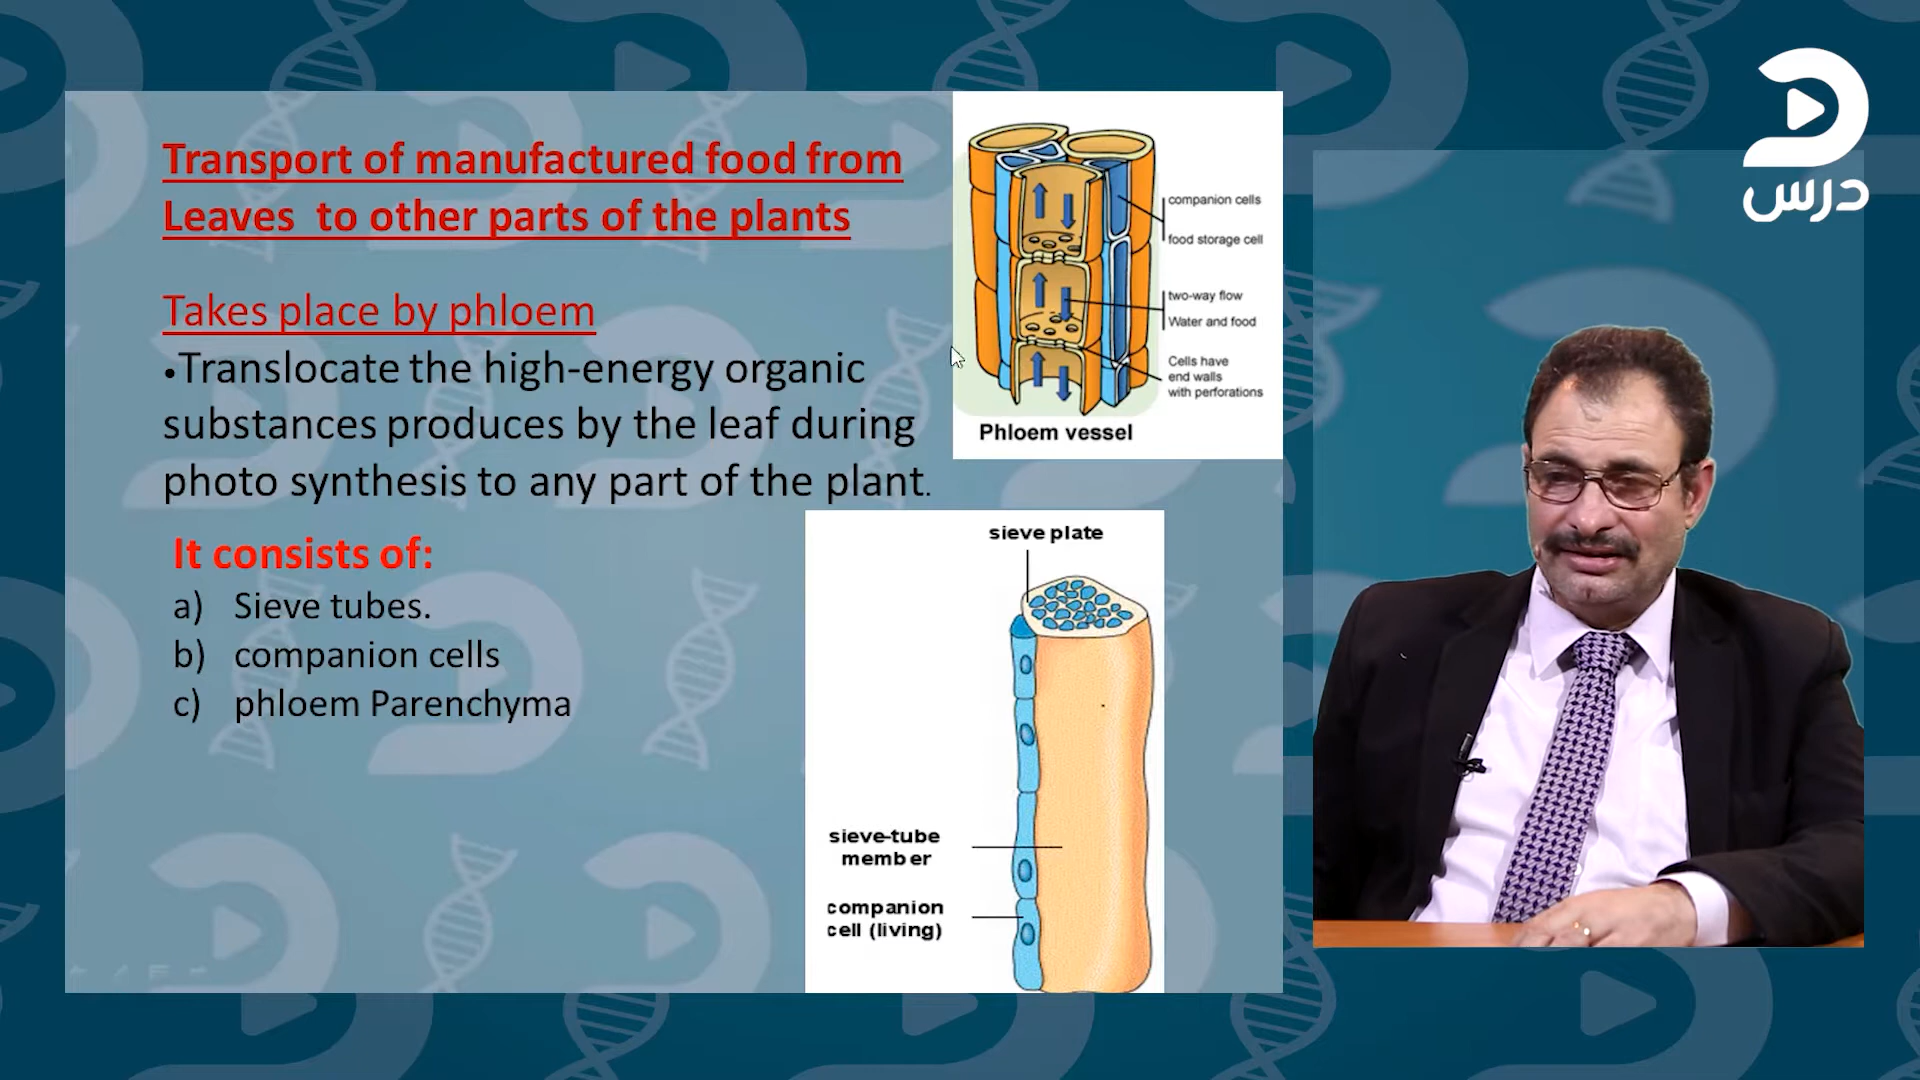 Transport of manufactured food from
Leaves to other parts of the plants
Takes place by phloem
•Translocate the high-energy organic
substances produces by the leaf during
photo synthesis to any part of the plant.
It consists of:
a) Sieve tubes.
b) companion cells
c) phloem Parenchyma
companion cells
food storage cell
two-way flow
Water and food
Cells have
end walls
with perforations
Phloem vessel
sieve plate
sieve-tube
member
companion
cell (living)
درس